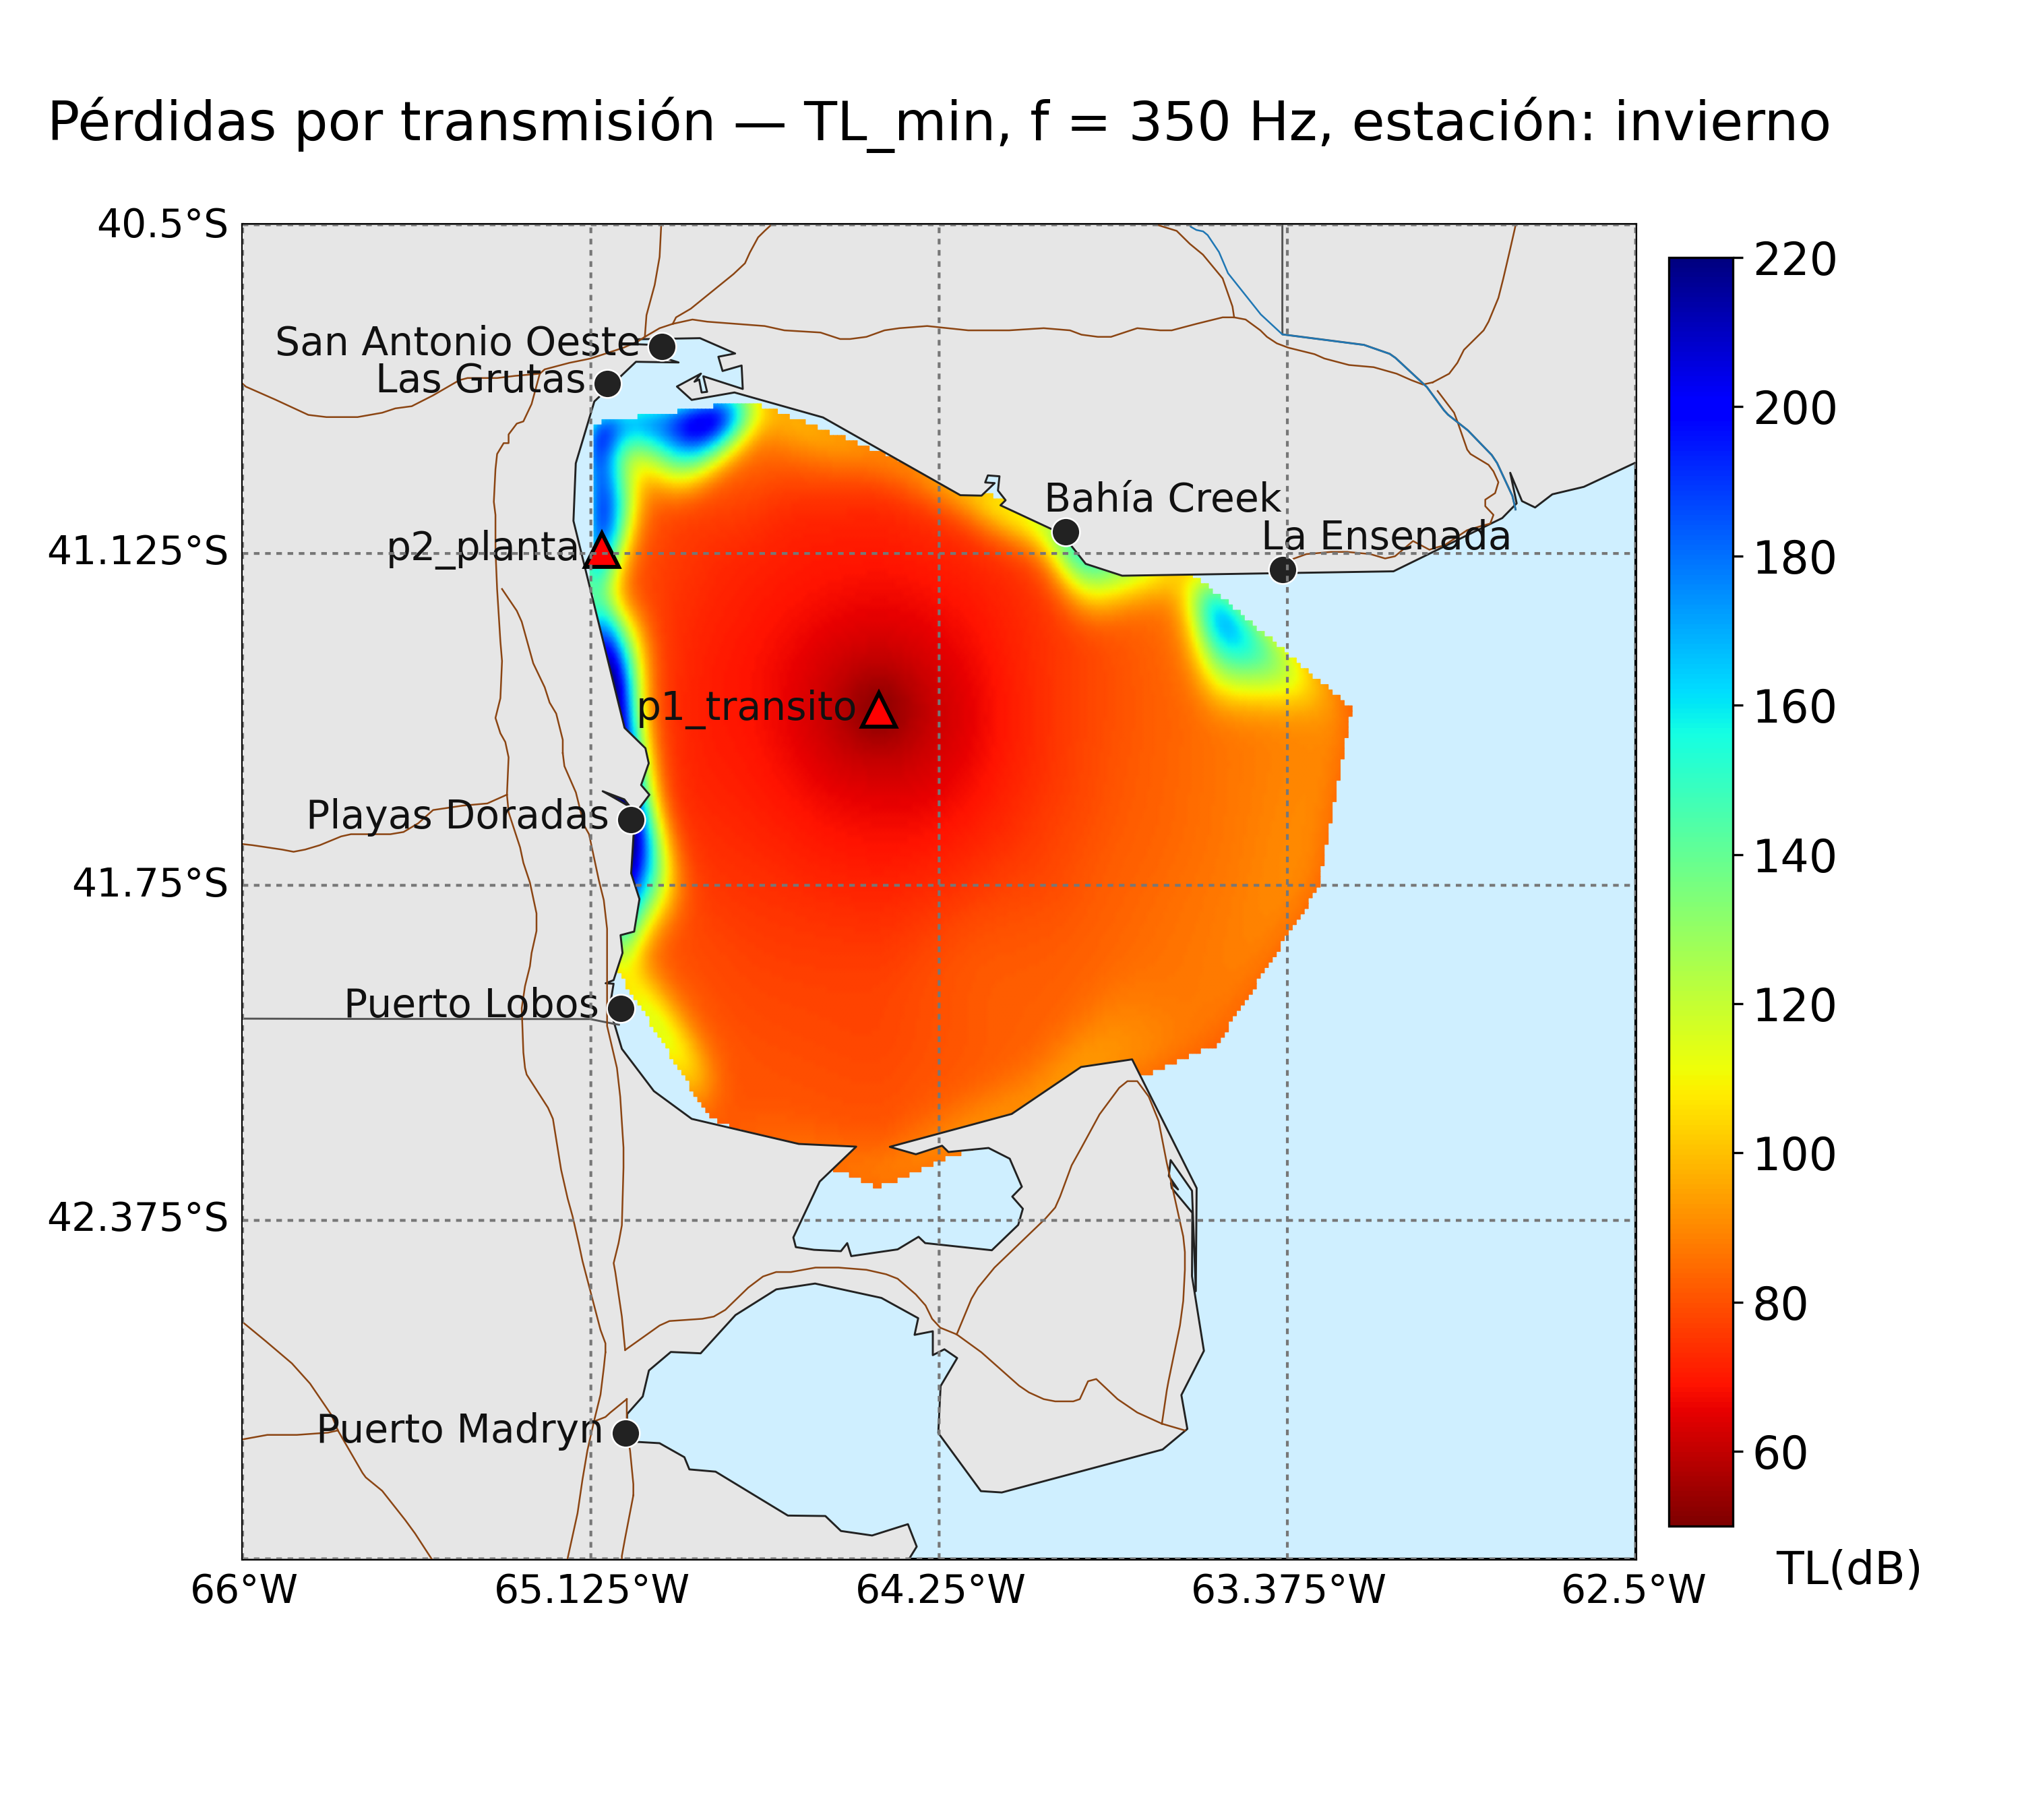 Pérdidas por transmisión — TL_min, f = 350 Hz, estación: invierno
40.5°S
220
San Antonio Oeste
Las Grutas
200
Bahía Creek
La Ensenada
p2_planta
41.125°S
180
p1_transito
160
Playas Doradas
140
41.75°S
Puerto Lobos
120
100
42.375°S
80
Puerto Madryn
60
TL(dB)
66°W
65.125°W
64.25°W
63.375°W
62.5°W